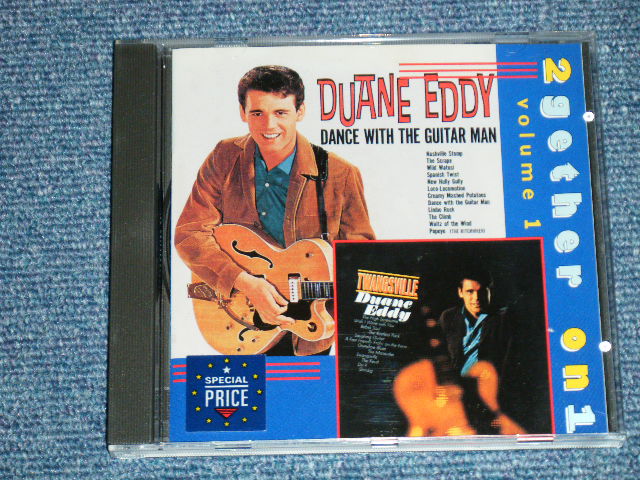 DUANE EDDY
DANCE WITH THE GUITAR MAN
Nashville Stomp
The Scrape
Wild Watusi
Spanish Twist
New Hully Gully
Loco-Locomotion
Creamy Mashed Potatoes
Dance with the Guitar Man
Limbo Rock
The Climb
Waltz of the Wind
Popeye (THE HITCHHIKER)
2gether on 1
volume 1
TWANGSVILLE
Duane
Eddy
SPECIAL
PRICE